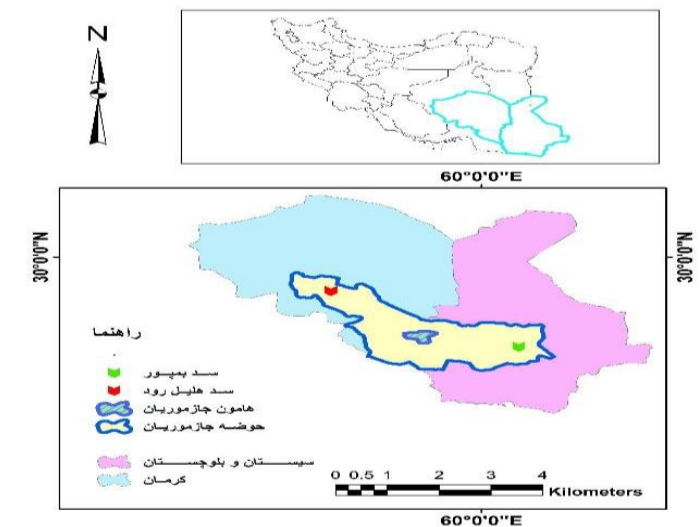 N
60°0'0"E
30°0'0"N
30°0'0"N
راهنما
سد بمپور
سد هلیل رود
هامون جازموریان
حوضه جازموریان
سیستان و بلوچستان
کرمان
0 0.5 1 2 3 4
Kilometers
60°0'0"E